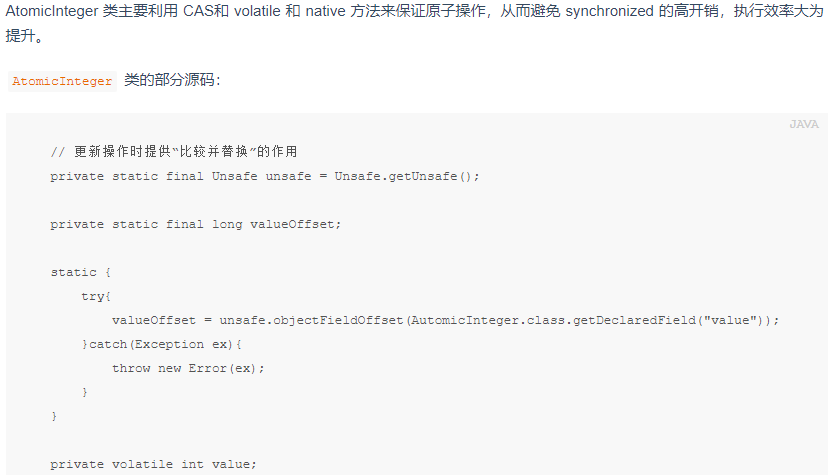 AtomicInteger 类主要利用 CAS和 volatile 和 native 方法来保证原子操作，从而避免 synchronized 的高开销，执行效率大为
提升。
AtomicInteger 类的部分源码：
JAVA
// 更新操作时提供“比较并替换”的作用
private static final Unsafe unsafe = Unsafe.getUnsafe();
private static final long valueOffset;
static {
try{
valueOffset = unsafe.objectFieldOffset(AutomicInteger.class.getDeclaredField("value"));
}catch(Exception ex){
throw new Error(ex);
}
}
private volatile int value;